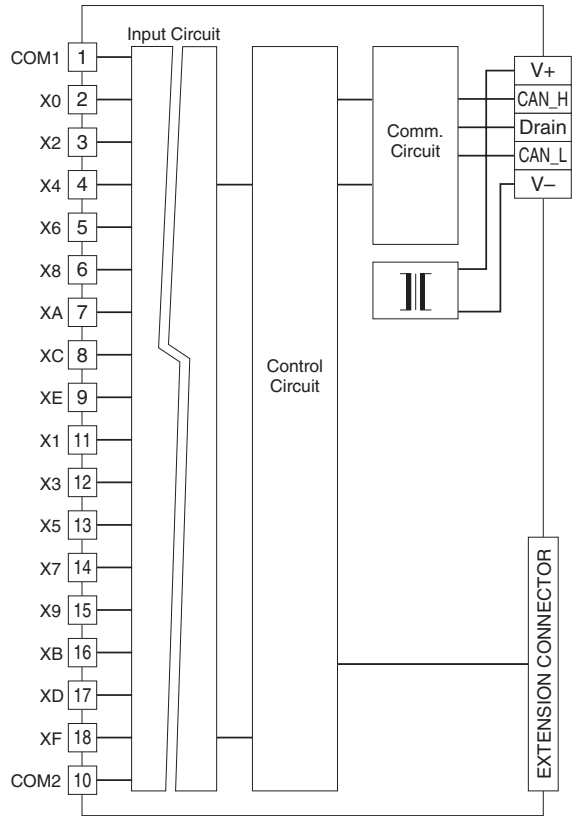 Input Circuit
COM1 1
X0 2
X2 3
X4 4
X6 5
X8 6
XA 7
XC 8
XE 9
X1 11
X3 12
X5 13
X7 14
X9 15
XB 16
XD 17
XF 18
COM2 10
Control
Circuit
Comm.
Circuit
V+
CAN_H
Drain
CAN_L
V−
EXTENSION CONNECTOR